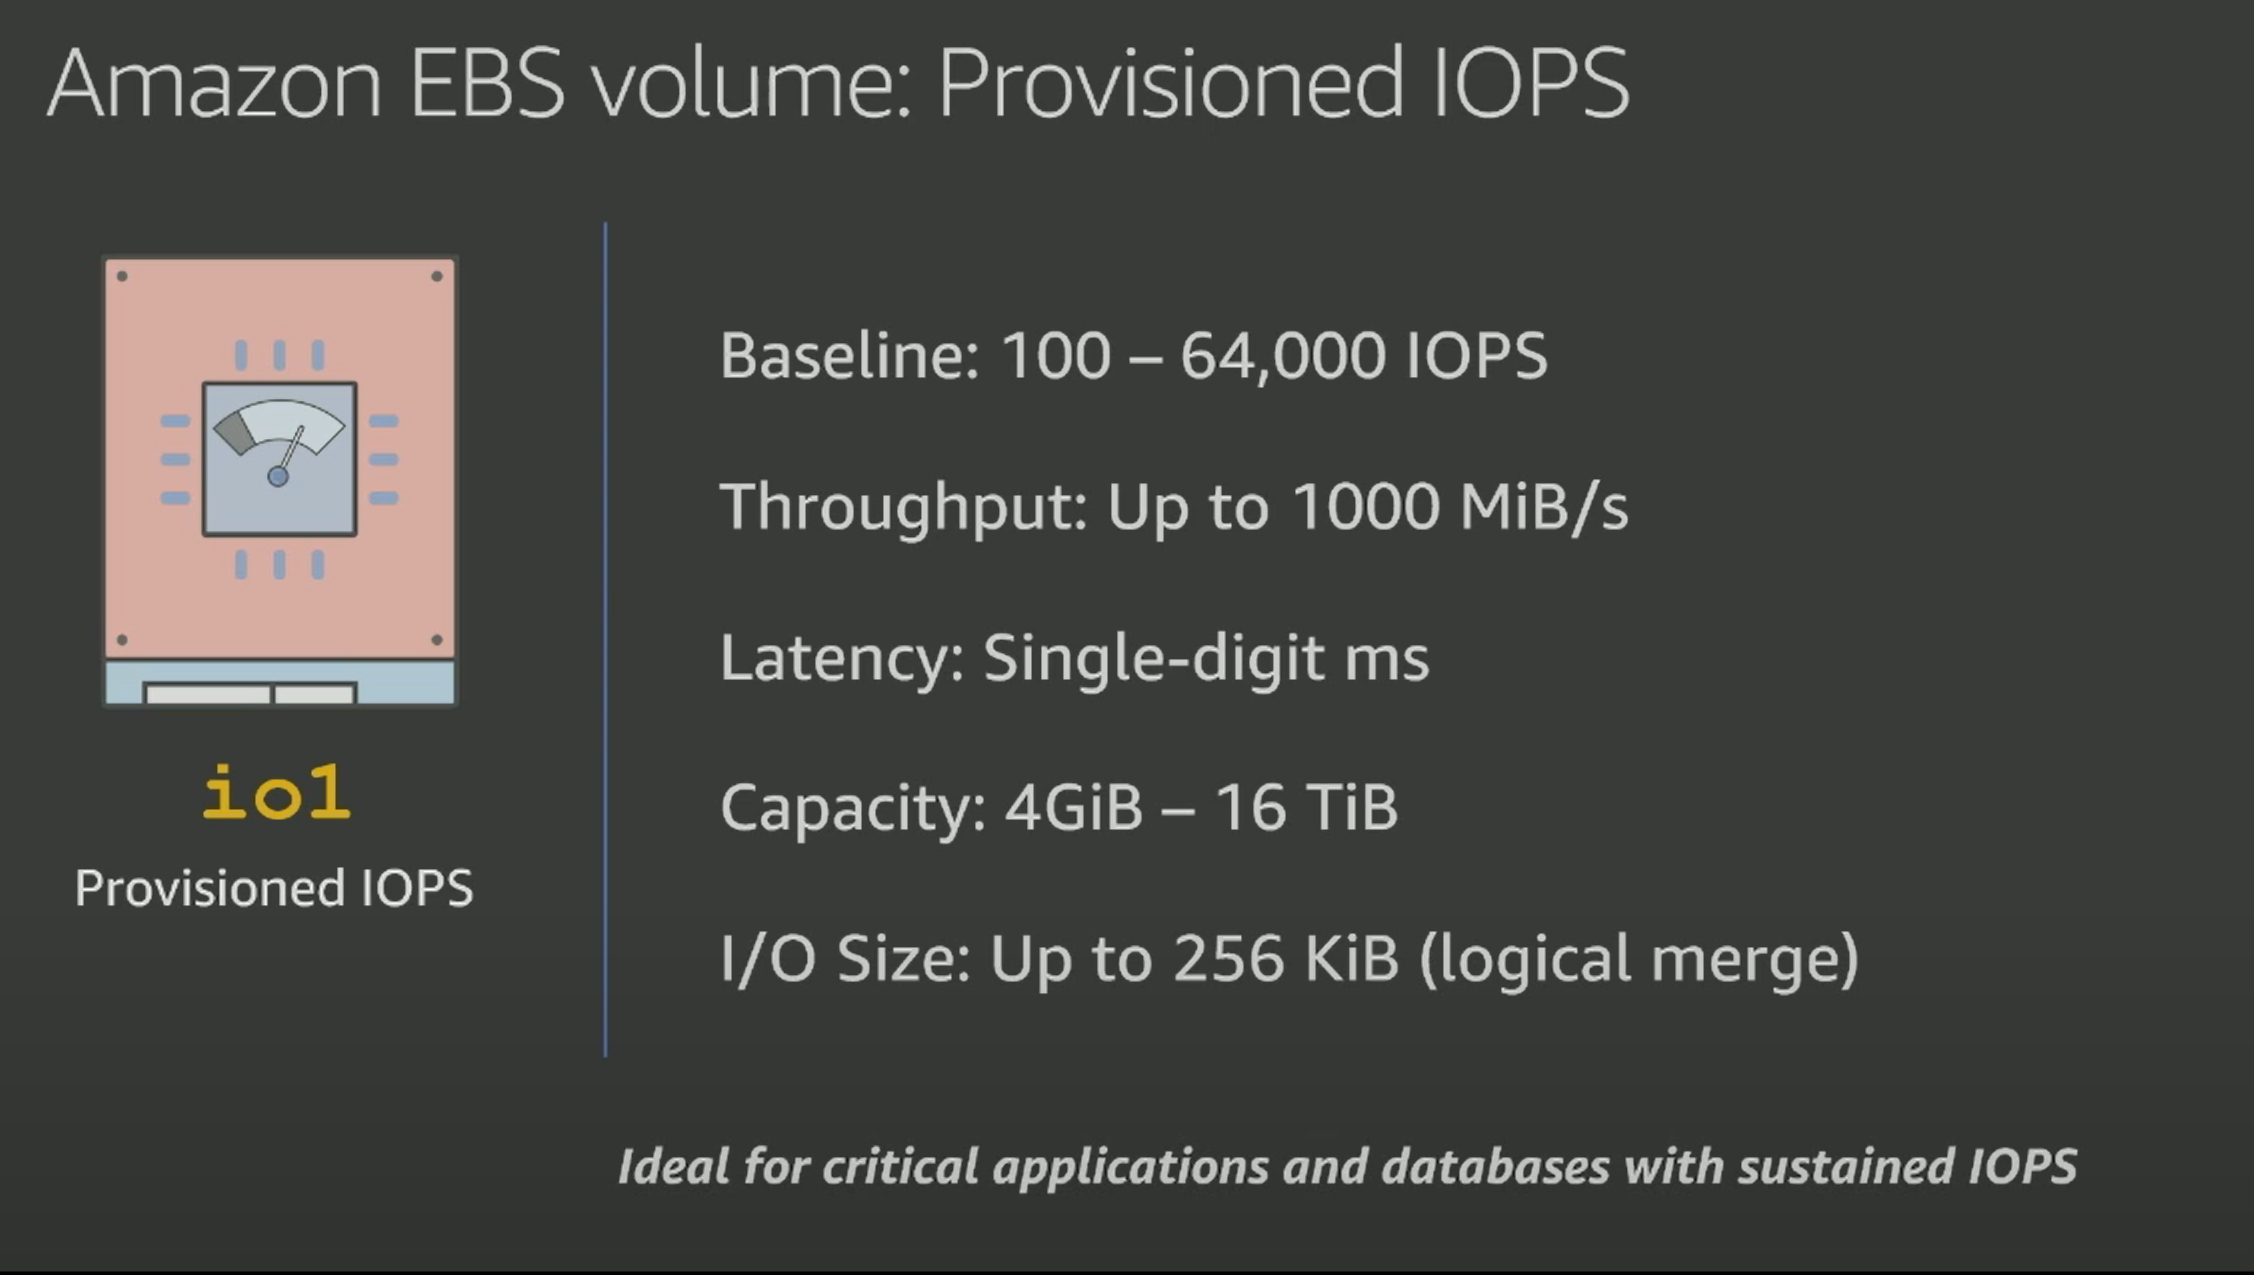 Amazon EBS volume: Provisioned IOPS
io1
Provisioned IOPS
Baseline: 100 – 64,000 IOPS
Throughput: Up to 1000 MiB/s
Latency: Single-digit ms
Capacity: 4GiB – 16 TiB
I/O Size: Up to 256 KiB (logical merge)
Ideal for critical applications and databases with sustained IOPS